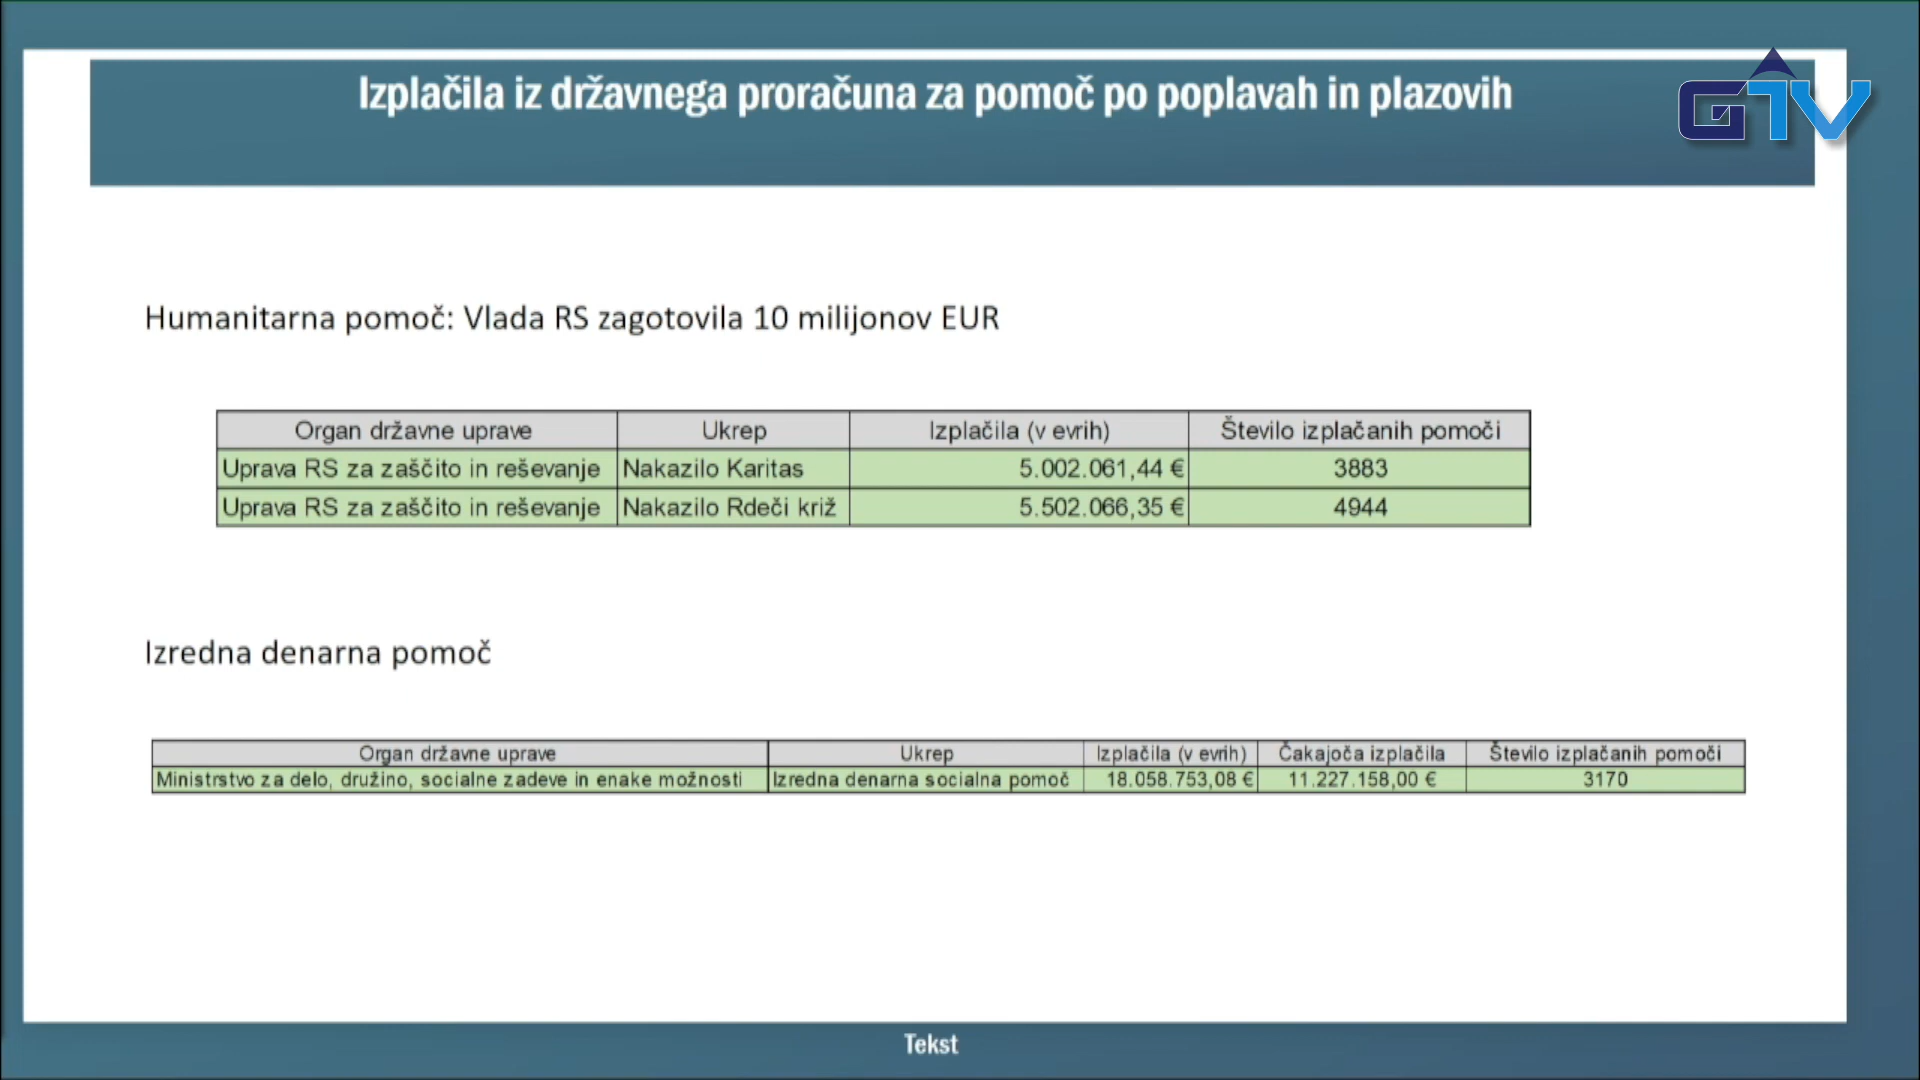 Izplačila iz državnega proračuna za pomoč po poplavah in plazovih
GTV
Humanitarna pomoč: Vlada RS zagotovila 10 milijonov EUR
Organ državne uprave Ukrep Izplačila (v evrih) Število izplačanih pomoči
Uprava RS za zaščito in reševanje Nakazilo Karitas 5.002.061,44 € 3883
Uprava RS za zaščito in reševanje Nakazilo Rdeči križ 5.502.066,35 € 4944
Izredna denarna pomoč
Organ državne uprave Ukrep Izplačila (v evrih) Čakajoča izplačila Število izplačanih pomoči
Ministrstvo za delo, družino, socialne zadeve in enake možnosti Izredna denarna socialna pomoč 18.058.753,08 € 11.227.158,00 € 3170
Tekst